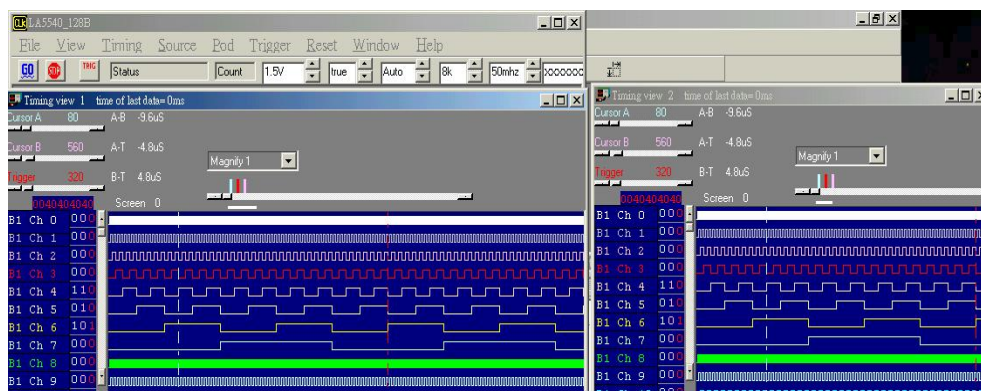 LA5540_128B
File View Timing Source Pod Trigger Reset Window Help
GO STOP TRIG Status Count 1.5V true Auto 8k 50mhz
Timing view 1 time of last data=0ms
Cursor A 80 A-B -9.6uS
Cursor B 560 A-T -4.8uS
Magnify 1
Trigger 320 B-T 4.8uS
0040404040 Screen 0
B1 Ch 0 000
B1 Ch 1 000
B1 Ch 2 000
B1 Ch 3 000
B1 Ch 4 110
B1 Ch 5 010
B1 Ch 6 101
B1 Ch 7 000
B1 Ch 8 000
B1 Ch 9 000
Timing view 2 time of last data=0ms
Cursor A 80 A-B -9.6uS
Cursor B 560 A-T -4.8uS
Magnify 1
Trigger 320 B-T 4.8uS
0040404040 Screen 0
B1 Ch 0 000
B1 Ch 1 000
B1 Ch 2 000
B1 Ch 3 000
B1 Ch 4 110
B1 Ch 5 010
B1 Ch 6 101
B1 Ch 7 000
B1 Ch 8 000
B1 Ch 9 000